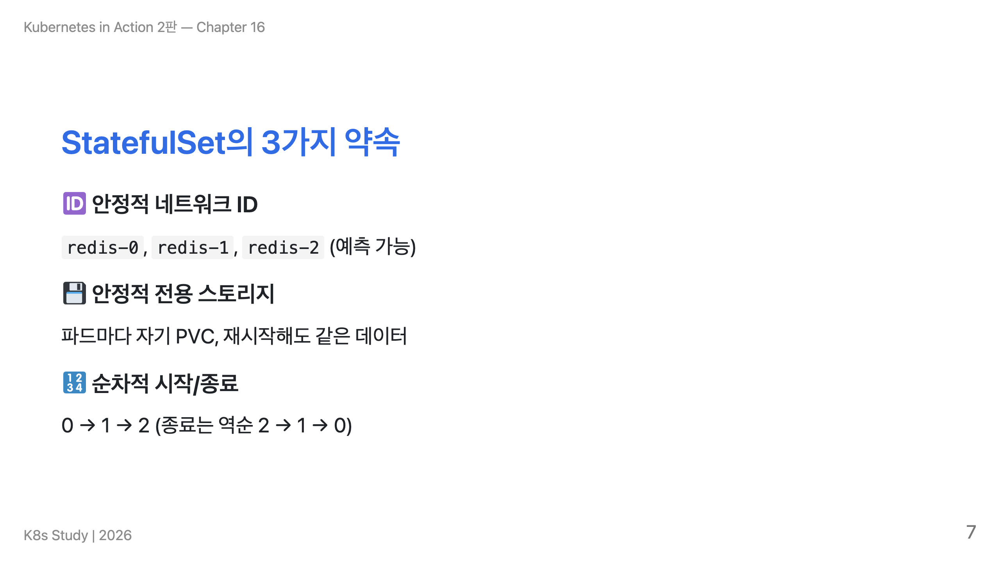 Kubernetes in Action 2판 — Chapter 16
StatefulSet의 3가지 약속
🆔 안정적 네트워크 ID
redis-0, redis-1, redis-2 (예측 가능)
💾 안정적 전용 스토리지
파드마다 자기 PVC, 재시작해도 같은 데이터
🔢 순차적 시작/종료
0 → 1 → 2 (종료는 역순 2 → 1 → 0)
K8s Study | 2026
7